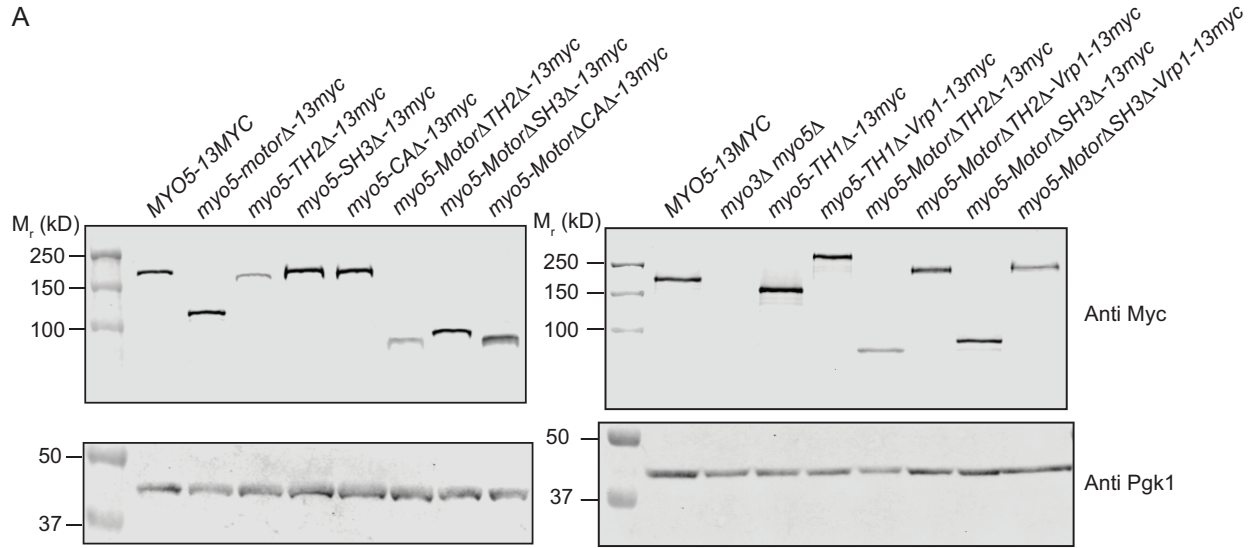 A
MYO5-13MYC
myo5-motorΔ-13myc
myo5-TH2Δ-13myc
myo5-SH3Δ-13myc
myo5-CAΔ-13myc
myo5-MotorΔTH2Δ-13myc
myo5-MotorΔSH3Δ-13myc
myo5-MotorΔCAΔ-13myc
MYO5-13MYC
myo3Δ myo5Δ
myo5-TH1Δ-13myc
myo5-TH1Δ-Vrp1-13myc
myo5-MotorΔTH2Δ-13myc
myo5-MotorΔTH2Δ-Vrp1-13myc
myo5-MotorΔSH3Δ-13myc
myo5-MotorΔSH3Δ-Vrp1-13myc
Mr (kD)
250
150
100
Mr (kD)
250
150
100
Anti Myc
50
37
50
37
Anti Pgk1